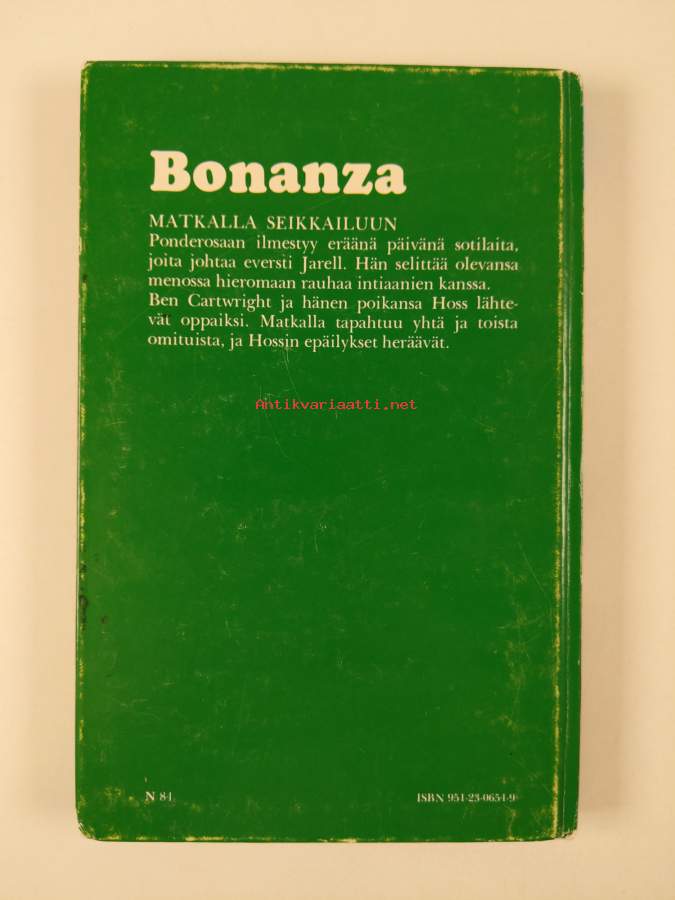 Bonanza
MATKALLA SEIKKAILUUN
Ponderosaan ilmestyy eräänä päivänä sotilaita,
joita johtaa eversti Jarell. Hän selittää olevansa
menossa hieromaan rauhaa intiaanien kanssa.
Ben Cartwright ja hänen poikansa Hoss lähte-
vät oppaiksi. Matkalla tapahtuu yhtä ja toista
omituista, ja Hossin epäilykset heräävät.
Antikvariaatti.net
N 84
ISBN 951-23-0654-9